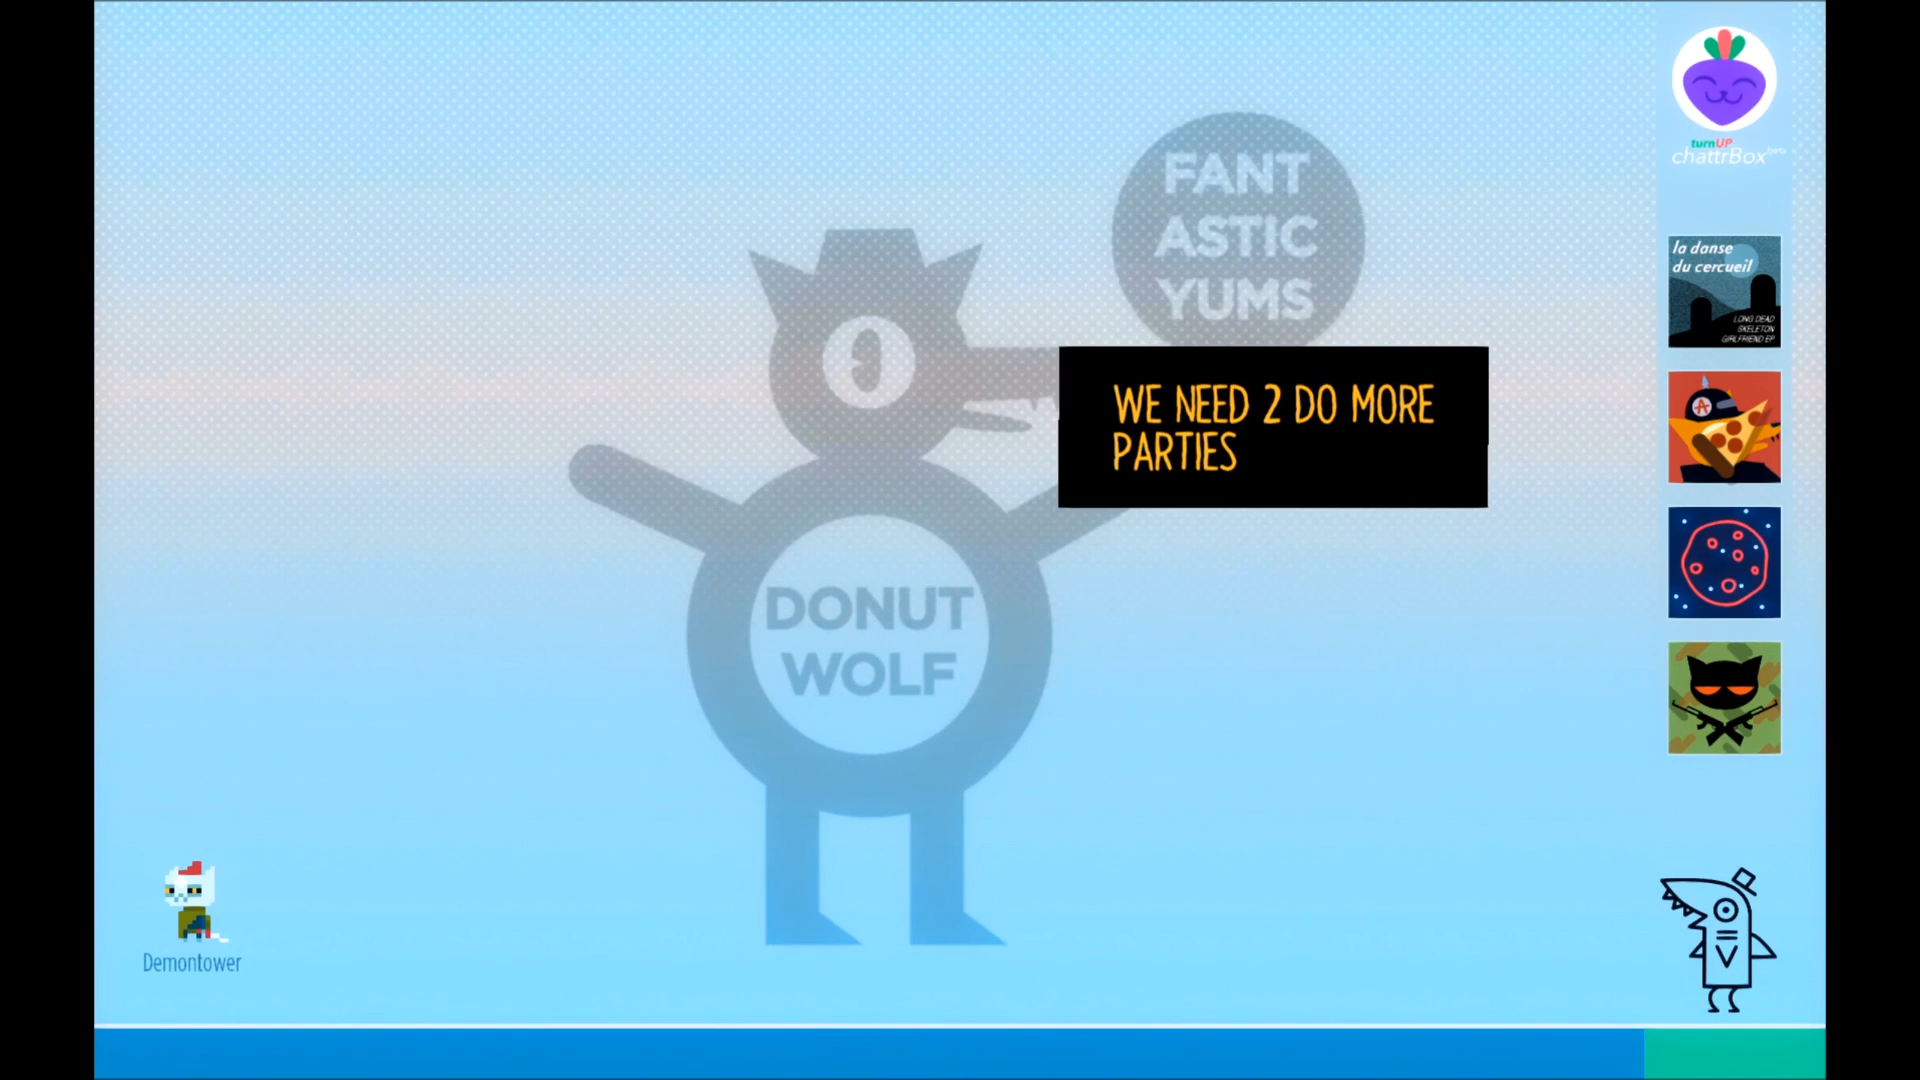 FANT
ASTIC
YUMS
WE NEED 2 DO MORE
PARTIES
DONUT
WOLF
Demontower
turnUP
chattrBox beta
la danse
du cercueil
LONG DEAD
SKELETON
GIRLFRIEND EP
A